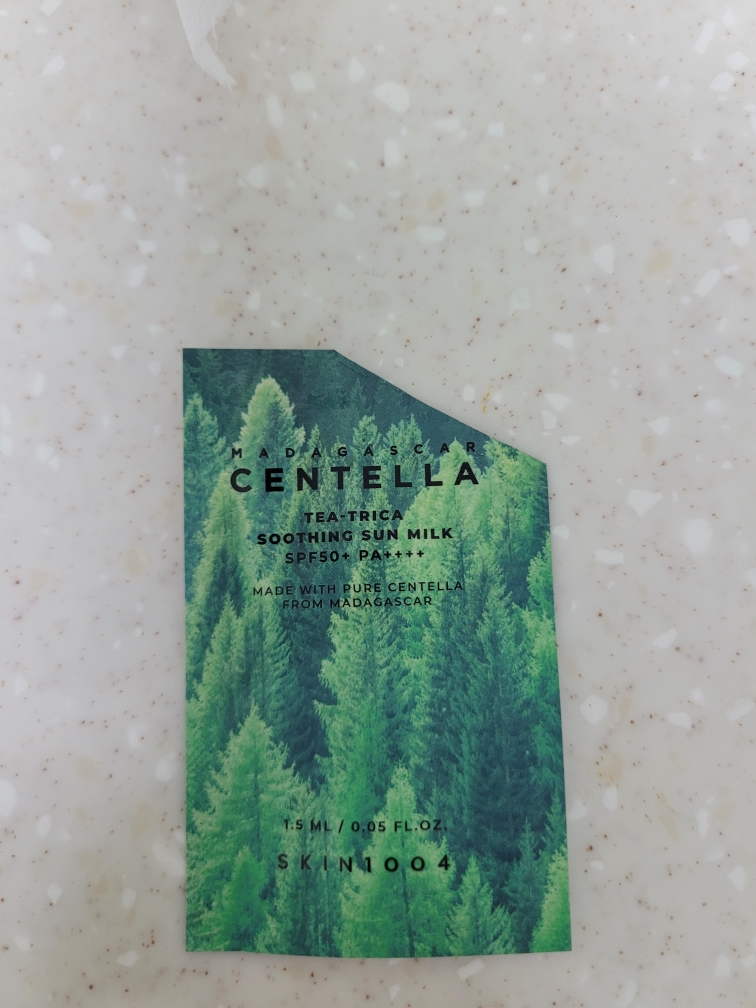 MADAGASCAR
CENTELLA
TEA-TRICA
SOOTHING SUN MILK
SPF50+ PA++++
MADE WITH PURE CENTELLA
FROM MADAGASCAR
1.5 ML / 0.05 FL.OZ.
SKIN1004